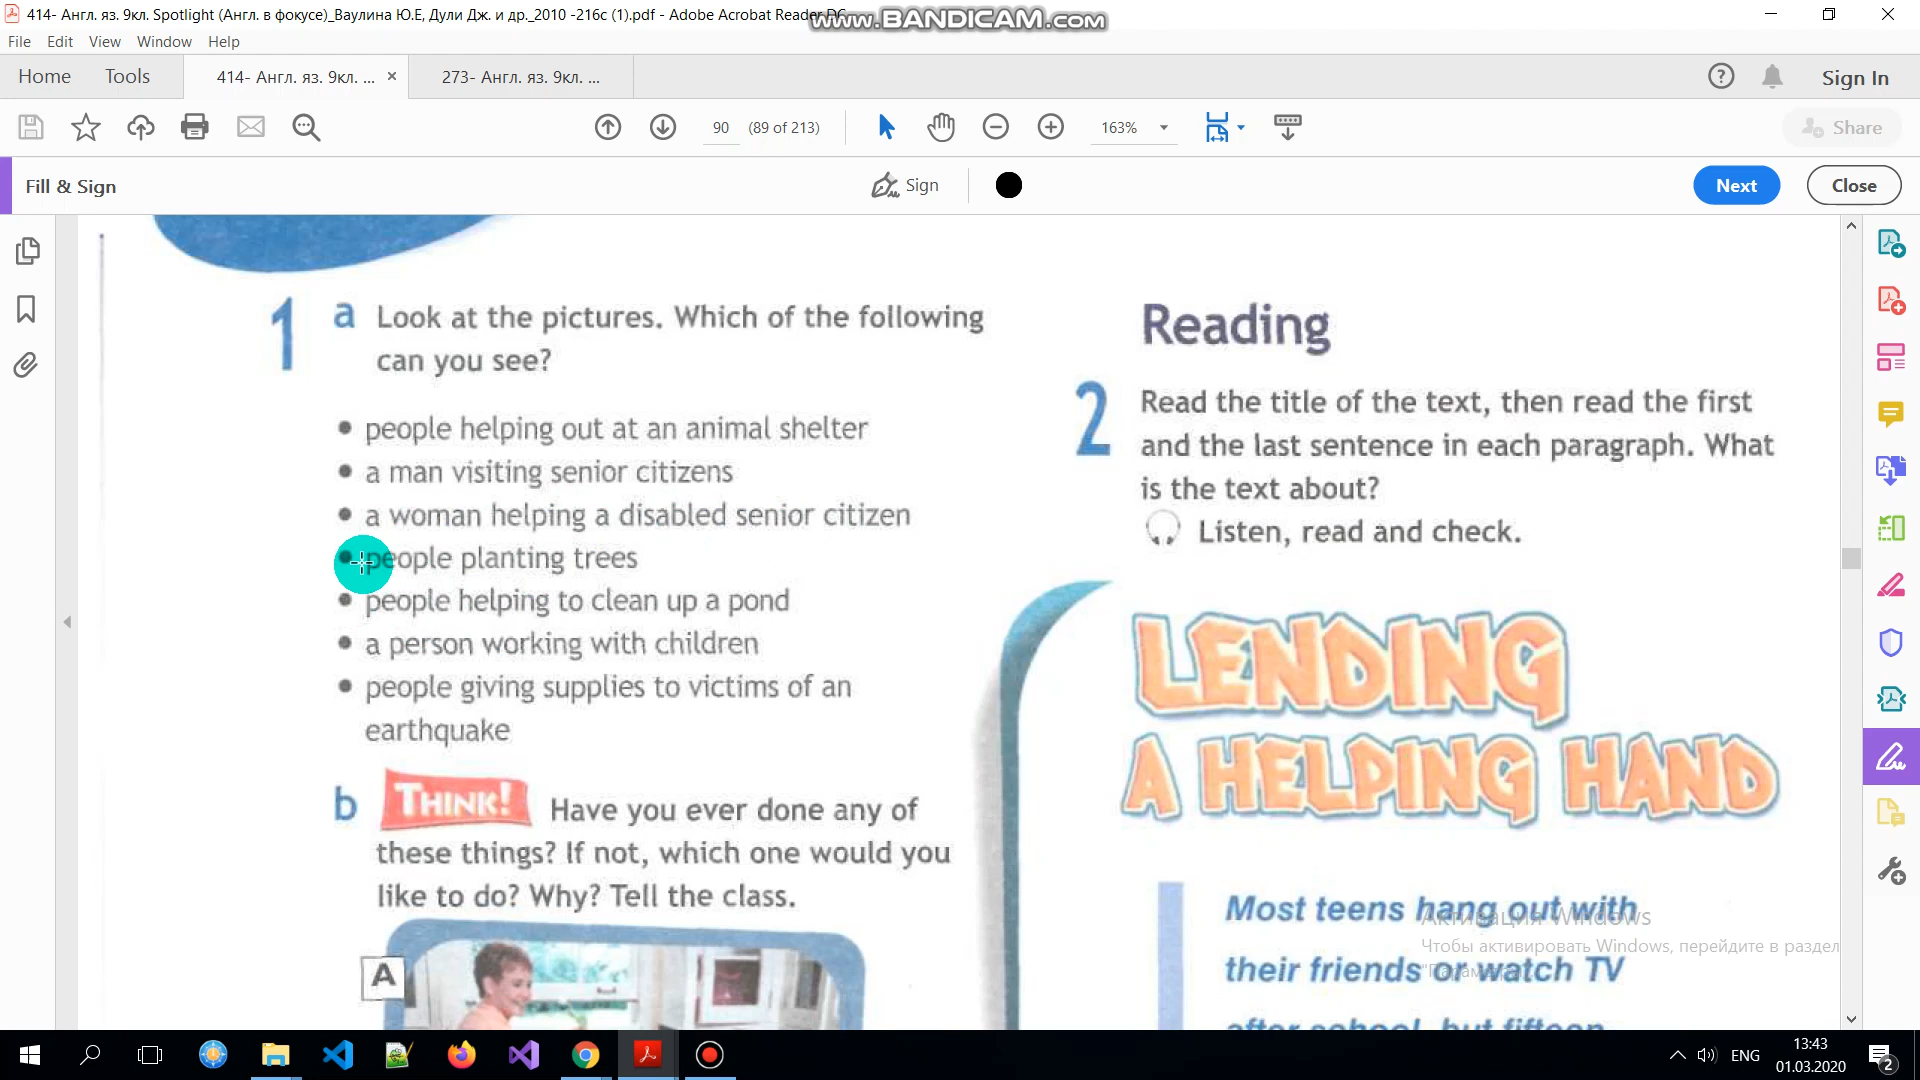 414- Англ. яз. 9кл. Spotlight (Англ. в фокусе)_Ваулина Ю.Е, Дули Дж. и др._2010 -216с (1).pdf - Adobe Acrobat Reader DC
www.BANDICAM.com
File Edit View Window Help
Home Tools 414- Англ. яз. 9кл. ... × 273- Англ. яз. 9кл. ... Sign In
90 (89 of 213) 163% Share
Fill & Sign Sign Next Close
1 a Look at the pictures. Which of the following
can you see?
• people helping out at an animal shelter
• a man visiting senior citizens
• a woman helping a disabled senior citizen
• people planting trees
• people helping to clean up a pond
• a person working with children
• people giving supplies to victims of an
earthquake
b THINK! Have you ever done any of
these things? If not, which one would you
like to do? Why? Tell the class.
A
Reading
2 Read the title of the text, then read the first
and the last sentence in each paragraph. What
is the text about?
Listen, read and check.
LENDING
A HELPING HAND
Most teens hang out with
their friends or watch TV
after school, but fifteen
Активация Windows
Чтобы активировать Windows, перейдите в раздел
"Параметры".
ENG 13:43
01.03.2020
2